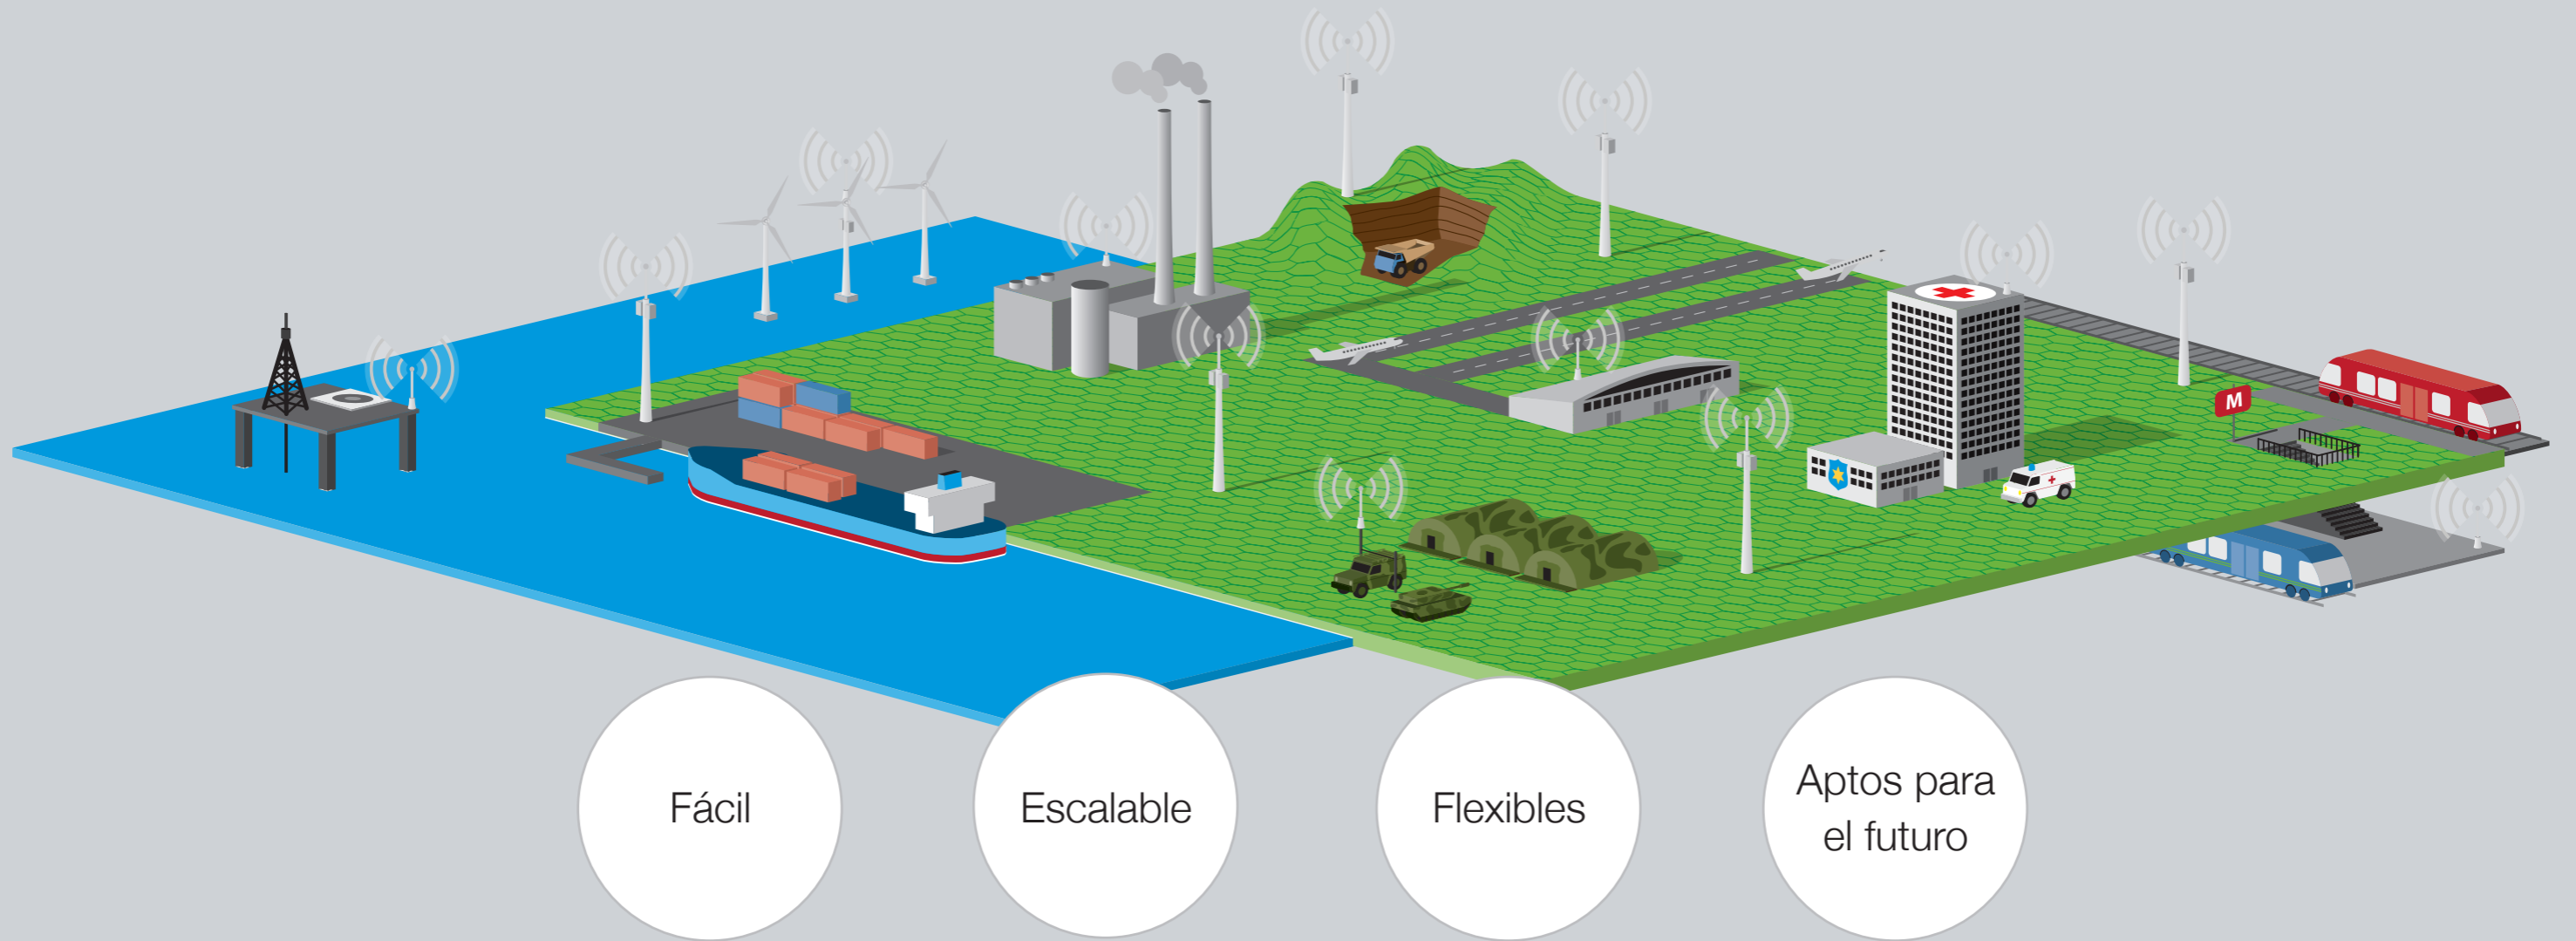 M
Fácil
Escalable
Flexibles
Aptos para
el futuro